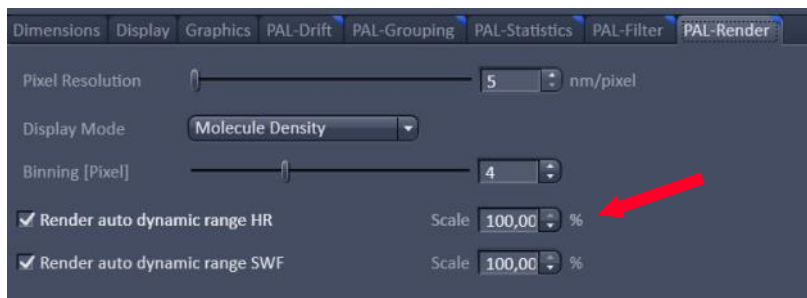 Dimensions Display Graphics PAL-Drift PAL-Grouping PAL-Statistics PAL-Filter PAL-Render
Pixel Resolution 5 nm/pixel
Display Mode Molecule Density
Binning [Pixel] 4
Render auto dynamic range HR Scale 100,00 %
Render auto dynamic range SWF Scale 100,00 %